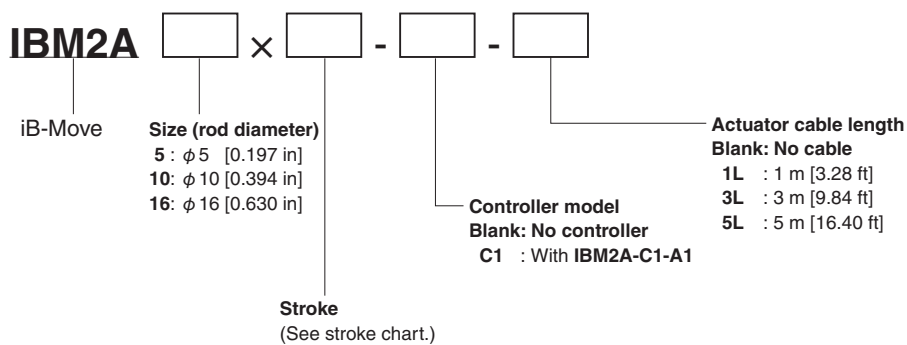 IBM2A × - -
iB-Move
Size (rod diameter)
5 : φ5 [0.197 in]
10: φ10 [0.394 in]
16: φ16 [0.630 in]
Stroke
(See stroke chart.)
Controller model
Blank: No controller
C1 : With IBM2A-C1-A1
Actuator cable length
Blank: No cable
1L : 1 m [3.28 ft]
3L : 3 m [9.84 ft]
5L : 5 m [16.40 ft]